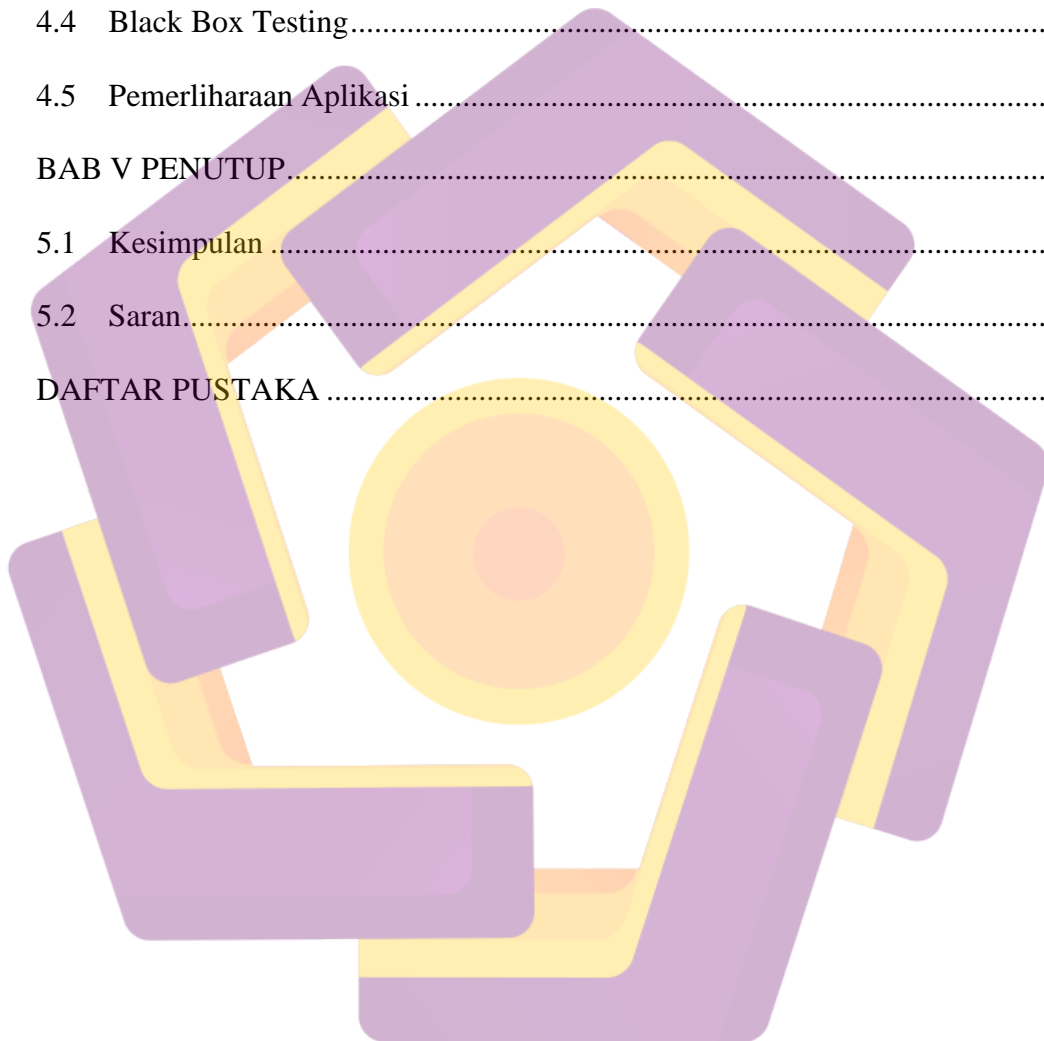 4.4 Black Box Testing..........................................................................................
4.5 Pemerliharaan Aplikasi..................................................................................
BAB V PENUTUP..................................................................................................
5.1 Kesimpulan....................................................................................................
5.2 Saran..............................................................................................................
DAFTAR PUSTAKA.............................................................................................